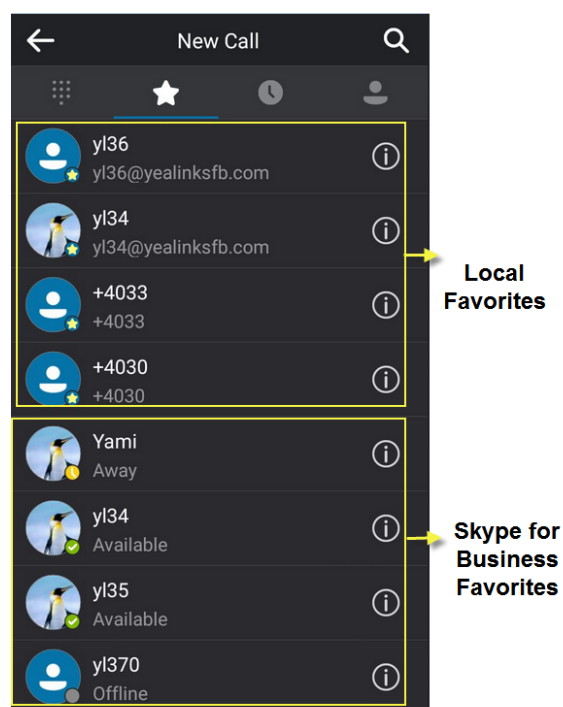 New Call
yl36
yl36@yealinksfb.com
yl34
yl34@yealinksfb.com
+4033
+4033
+4030
+4030
Local
Favorites
Yami
Away
yl34
Available
yl35
Available
yl370
Offline
Skype for
Business
Favorites